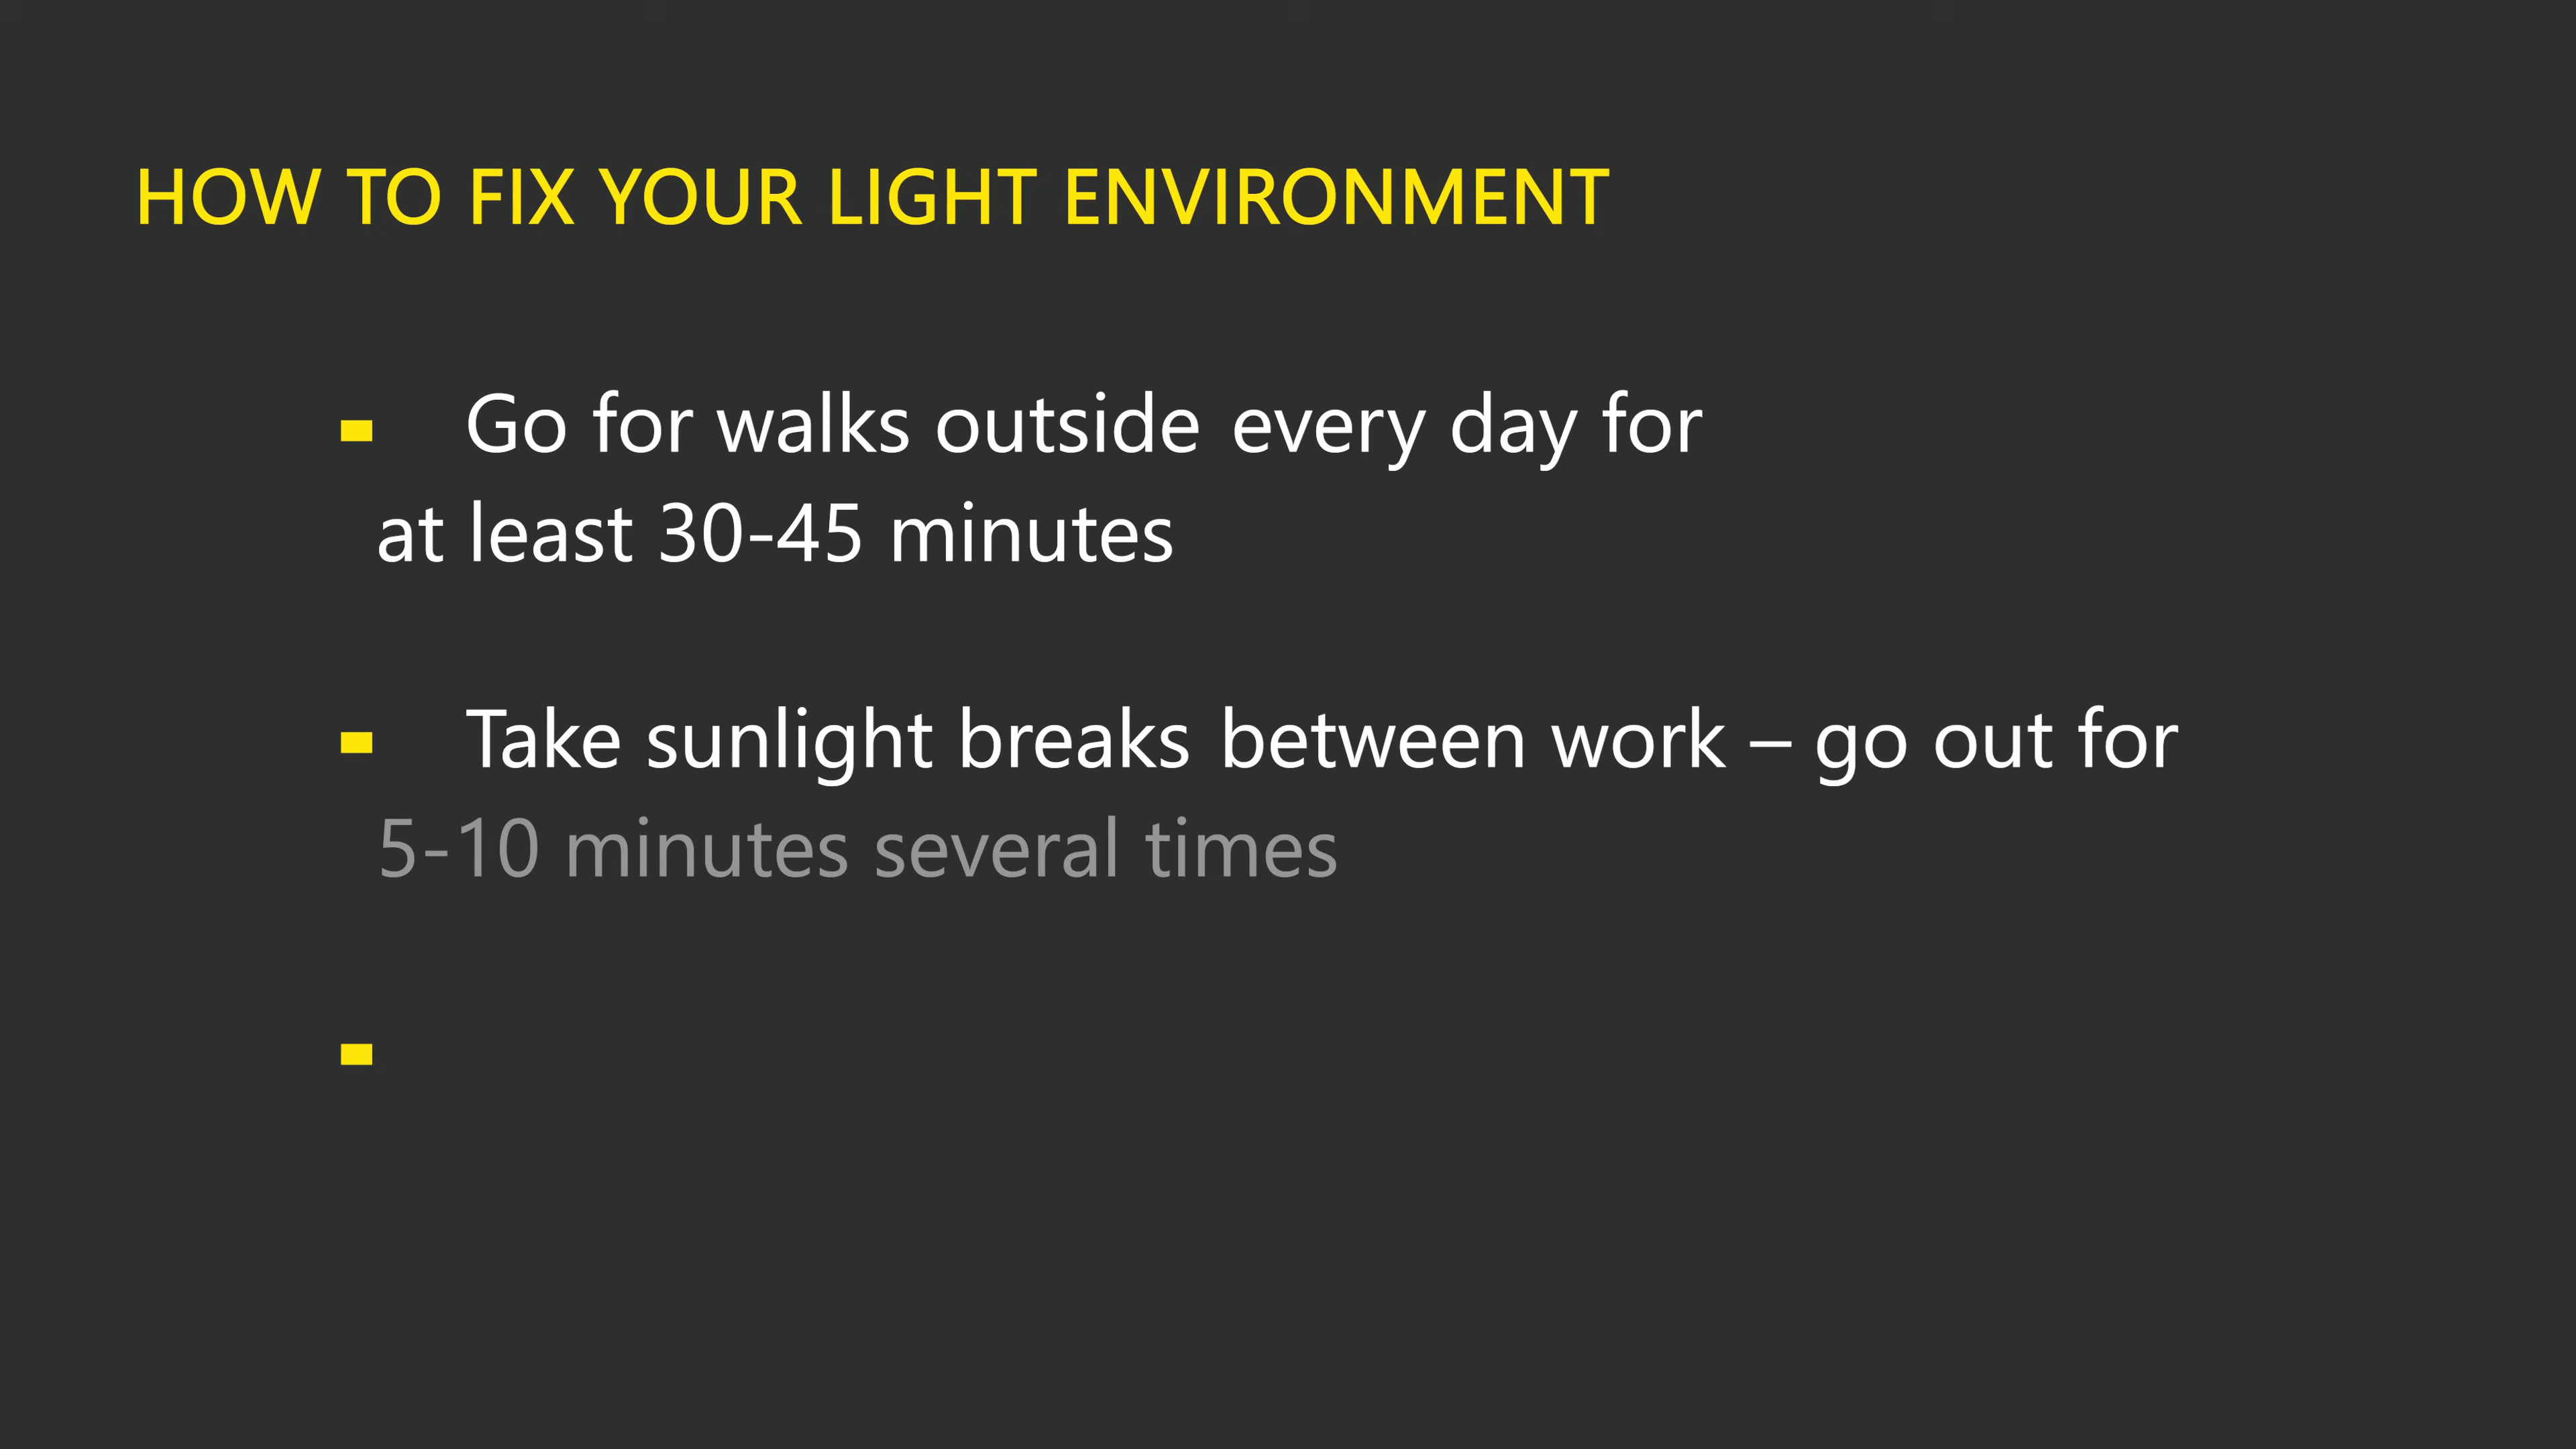 HOW TO FIX YOUR LIGHT ENVIRONMENT
Go for walks outside every day for
at least 30-45 minutes
Take sunlight breaks between work – go out for
5-10 minutes several times